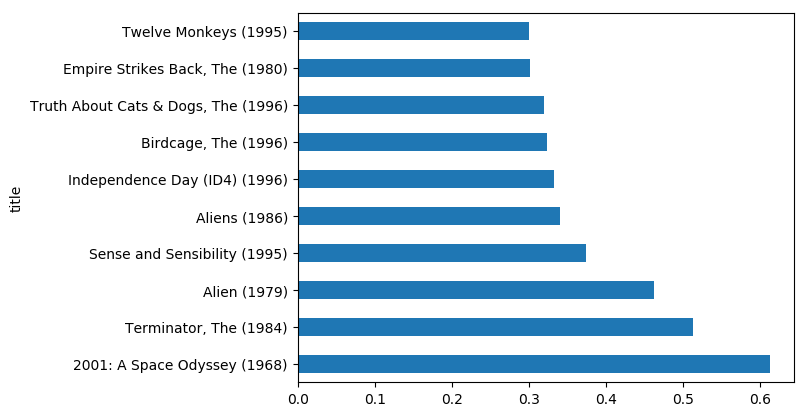 Twelve Monkeys (1995)
Empire Strikes Back, The (1980)
Truth About Cats & Dogs, The (1996)
Birdcage, The (1996)
Independence Day (ID4) (1996)
Aliens (1986)
Sense and Sensibility (1995)
Alien (1979)
Terminator, The (1984)
2001: A Space Odyssey (1968)
title
0.0 0.1 0.2 0.3 0.4 0.5 0.6